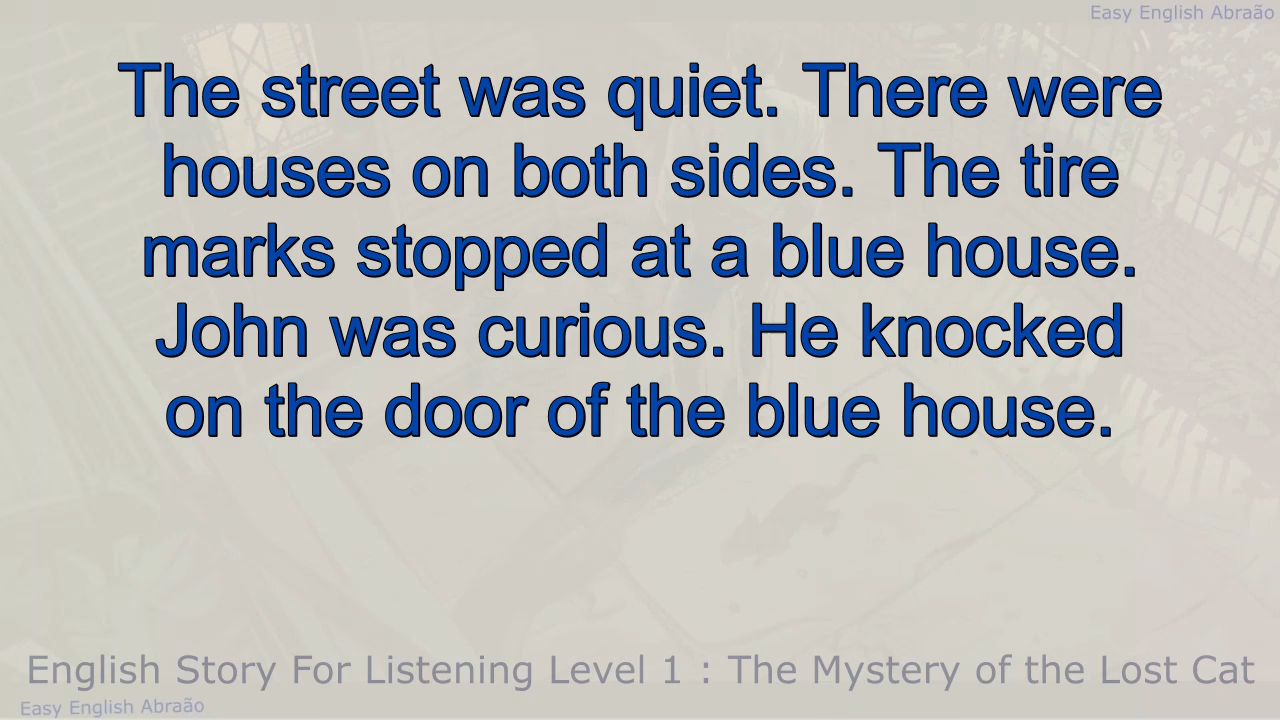 Easy English Abraão
The street was quiet. There were
houses on both sides. The tire
marks stopped at a blue house.
John was curious. He knocked
on the door of the blue house.
English Story For Listening Level 1 : The Mystery of the Lost Cat
Easy English Abraão